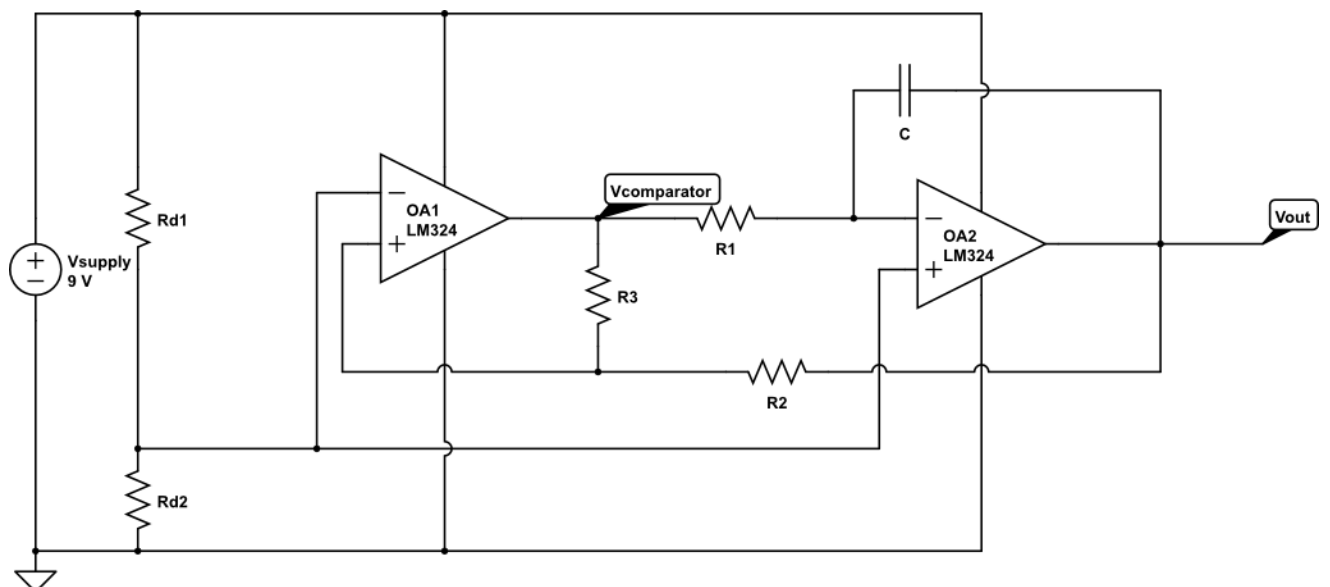 C
Vcomparator
OA1
LM324
Rd1
R1
OA2
LM324
Vout
Vsupply
9 V
R3
R2
Rd2